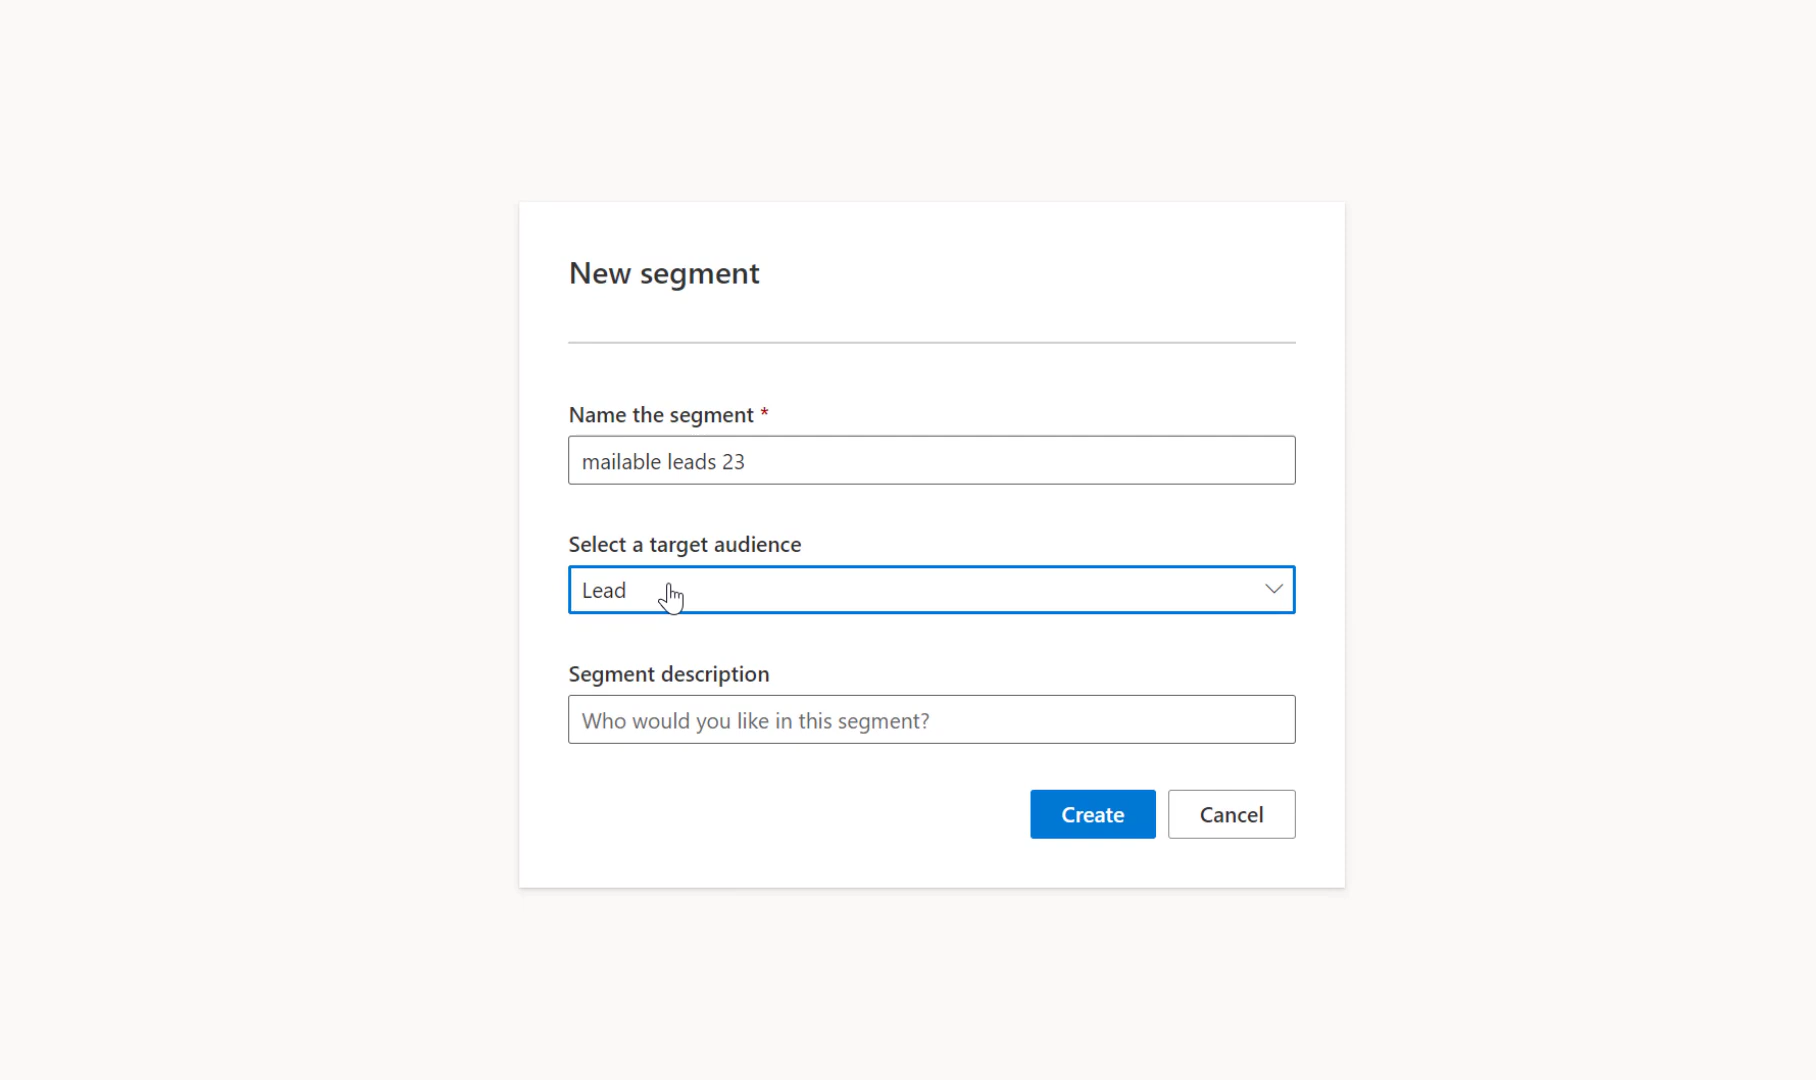 New segment
Name the segment *
mailable leads 23
Select a target audience
Lead
Segment description
Who would you like in this segment?
Create
Cancel